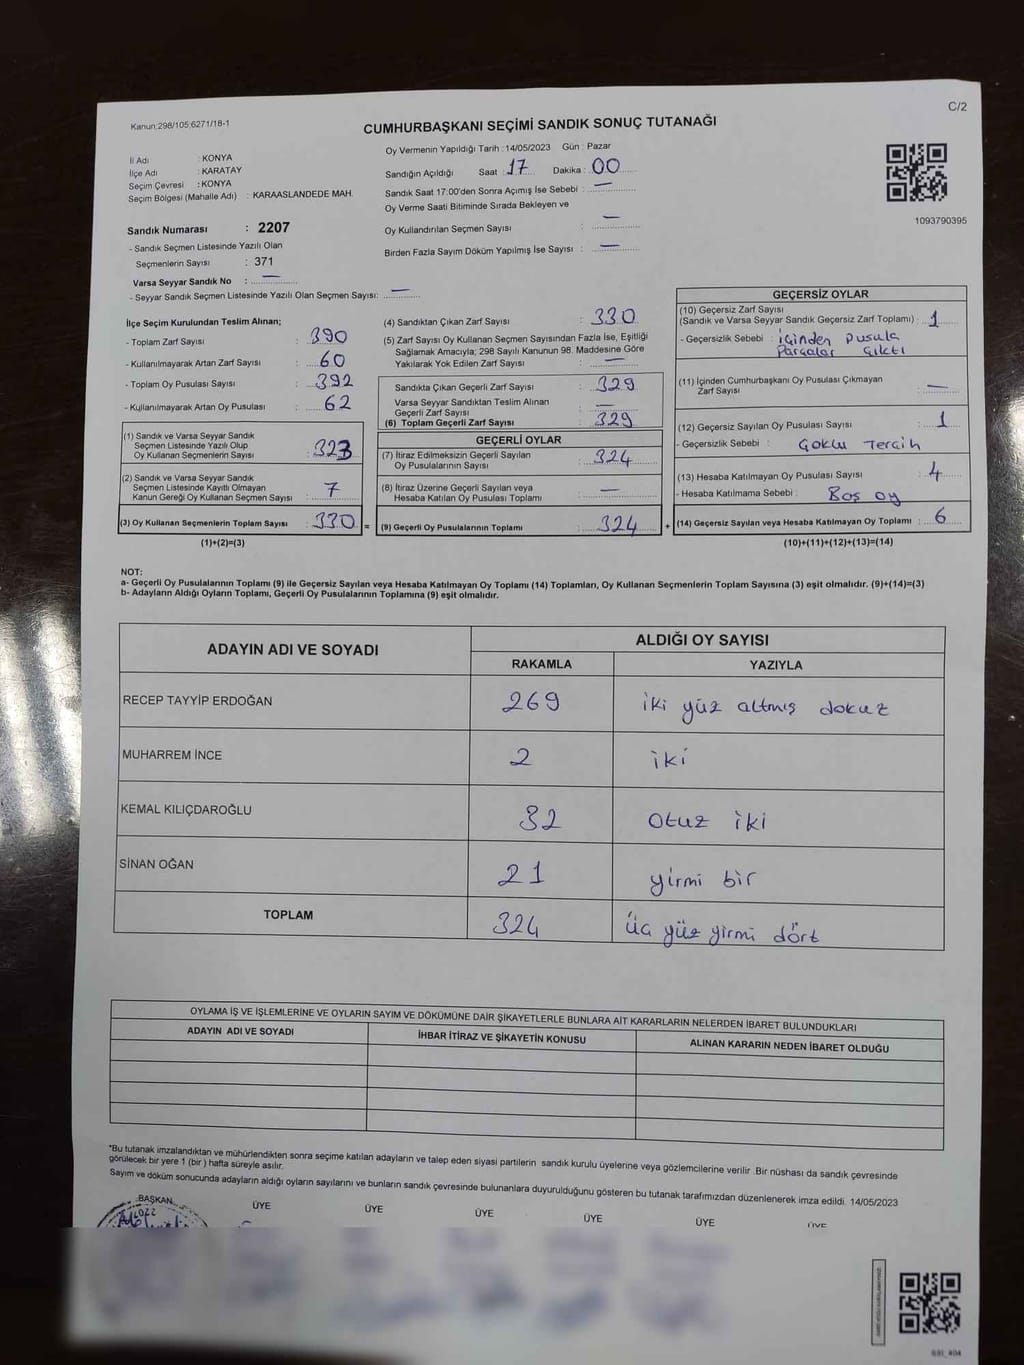 C/2
Kanun;298/105;6271/18-1
CUMHURBAŞKANI SEÇİMİ SANDIK SONUÇ TUTANAĞI
İl Adı : KONYA
İlçe Adı : KARATAY
Seçim Çevresi : KONYA
Seçim Bölgesi (Mahalle Adı) : KARAASLANDEDE MAH.
Sandık Numarası : 2207
- Sandık Seçmen Listesinde Yazılı Olan
Seçmenlerin Sayısı : 371
Varsa Seyyar Sandık No : —
- Seyyar Sandık Seçmen Listesinde Yazılı Olan Seçmen Sayısı: —
Oy Vermenin Yapıldığı Tarih : 14/05/2023 Gün : Pazar
Sandığın Açıldığı Saat : 17 Dakika : 00
Sandık Saat 17:00'den Sonra Açımış İse Sebebi : —
Oy Verme Saati Bitiminde Sırada Bekleyen ve
Oy Kullandırılan Seçmen Sayısı : —
Birden Fazla Sayım Döküm Yapılmış İse Sayısı : —
1093790395
İlçe Seçim Kurulundan Teslim Alınan;
- Toplam Zarf Sayısı : 390
- Kullanılmayarak Artan Zarf Sayısı : 60
- Toplam Oy Pusulası Sayısı : 392
- Kullanılmayarak Artan Oy Pusulası : 62
(1) Sandık ve Varsa Seyyar Sandık
Seçmen Listesinde Yazılı Olup
Oy Kullanan Seçmenlerin Sayısı : 323
(2) Sandık ve Varsa Seyyar Sandık
Seçmen Listesinde Kayıtlı Olmayan
Kanun Gereği Oy Kullanan Seçmen Sayısı : 7
(3) Oy Kullanan Seçmenlerin Toplam Sayısı : 330 =
(1)+(2)=(3)
(4) Sandıktan Çıkan Zarf Sayısı : 330
(5) Zarf Sayısı Oy Kullanan Seçmen Sayısından Fazla İse, Eşitliği
Sağlamak Amacıyla; 298 Sayılı Kanunun 98. Maddesine Göre
Yakılarak Yok Edilen Zarf Sayısı : —
Sandıkta Çıkan Geçerli Zarf Sayısı : 329
Varsa Seyyar Sandıktan Teslim Alınan
Geçerli Zarf Sayısı : —
(6) Toplam Geçerli Zarf Sayısı : 329
GEÇERLİ OYLAR
(7) İtiraz Edilmeksizin Geçerli Sayılan
Oy Pusulalarının Sayısı : 324
(8) İtiraz Üzerine Geçerli Sayılan veya
Hesaba Katılan Oy Pusulası Toplamı : —
(9) Geçerli Oy Pusulalarının Toplamı : 324 +
GEÇERSİZ OYLAR
(10) Geçersiz Zarf Sayısı
(Sandık ve Varsa Seyyar Sandık Geçersiz Zarf Toplamı) : 1
- Geçersizlik Sebebi : içinden pusula
Parçalar çıktı
(11) İçinden Cumhurbaşkanı Oy Pusulası Çıkmayan
Zarf Sayısı : —
(12) Geçersiz Sayılan Oy Pusulası Sayısı : 1
- Geçersizlik Sebebi : Çoklu Tercih
(13) Hesaba Katılmayan Oy Pusulası Sayısı : 4
- Hesaba Katılmama Sebebi : Boş oy
(14) Geçersiz Sayılan veya Hesaba Katılmayan Oy Toplamı : 6
(10)+(11)+(12)+(13)=(14)
NOT:
a- Geçerli Oy Pusulalarının Toplamı (9) ile Geçersiz Sayılan veya Hesaba Katılmayan Oy Toplamı (14) Toplamları, Oy Kullanan Seçmenlerin Toplam Sayısına (3) eşit olmalıdır. (9)+(14)=(3)
b- Adayların Aldığı Oyların Toplamı, Geçerli Oy Pusulalarının Toplamına (9) eşit olmalıdır.
ADAYIN ADI VE SOYADI ALDIĞI OY SAYISI
RAKAMLA YAZIYLA
RECEP TAYYİP ERDOĞAN 269 iki yüz altmış dokuz
MUHARREM İNCE 2 iki
KEMAL KILIÇDAROĞLU 32 otuz iki
SİNAN OĞAN 21 yirmi bir
TOPLAM 324 üç yüz yirmi dört
OYLAMA İŞ VE İŞLEMLERİNE VE OYLARIN SAYIM VE DÖKÜMÜNE DAİR ŞİKAYETLERLE BUNLARA AİT KARARLARIN NELERDEN İBARET BULUNDUKLARI
ADAYIN ADI VE SOYADI İHBAR İTİRAZ VE ŞİKAYETİN KONUSU ALINAN KARARIN NEDEN İBARET OLDUĞU
*Bu tutanak imzalandıktan ve mühürlendikten sonra seçime katılan adayların ve talep eden siyasi partilerin sandık kurulu üyelerine veya gözlemcilerine verilir .Bir nüshası da sandık çevresinde
görülecek bir yere 1 (bir ) hafta süreyle asılır.
Sayım ve döküm sonucunda adayların aldığı oyların sayılarını ve bunların sandık çevresinde bulunanlara duyurulduğunu gösteren bu tutanak tarafımızdan düzenlenerek imza edildi. 14/05/2023
BAŞKAN ÜYE ÜYE ÜYE ÜYE ÜYE ÜYE